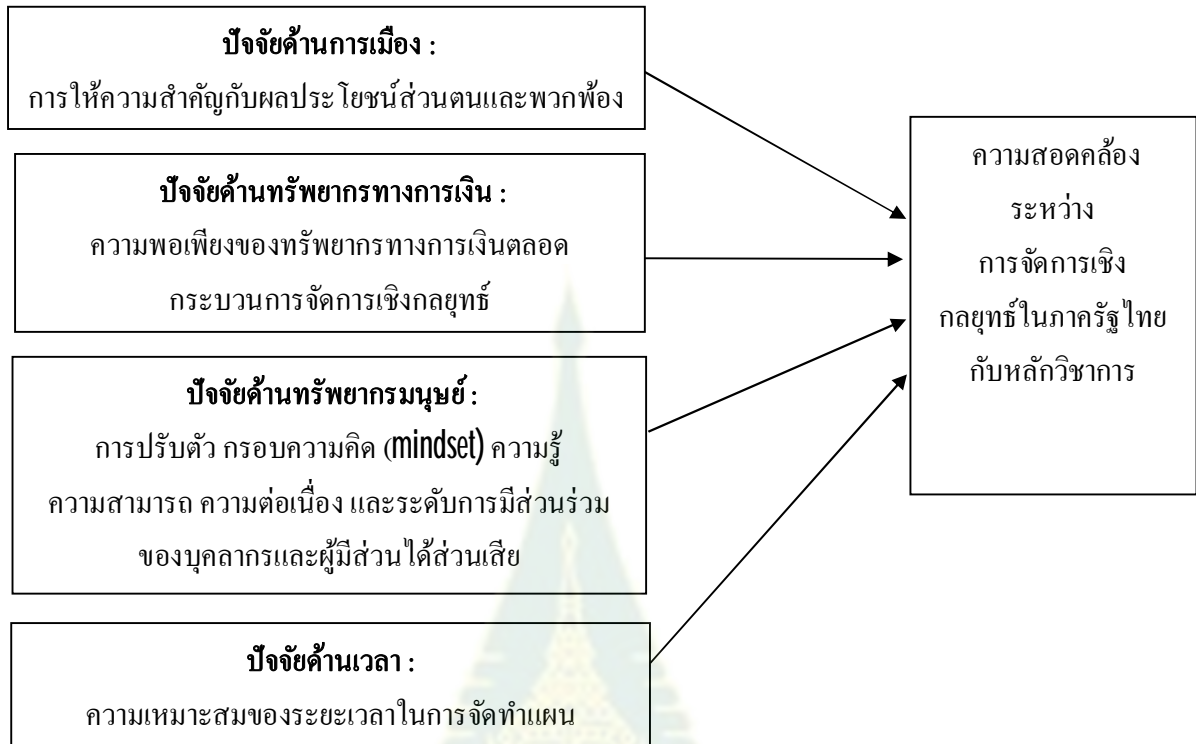 ปัจจัยด้านการเมือง :
การให้ความสำคัญกับผลประโยชน์ส่วนตนและพวกพ้อง
ปัจจัยด้านทรัพยากรทางการเงิน :
ความพอเพียงของทรัพยากรทางการเงินตลอด
กระบวนการจัดการเชิงกลยุทธ์
ปัจจัยด้านทรัพยากรมนุษย์ :
การปรับตัว กรอบความคิด (mindset) ความรู้
ความสามารถ ความต่อเนื่อง และระดับการมีส่วนร่วม
ของบุคลากรและผู้มีส่วนได้ส่วนเสีย
ปัจจัยด้านเวลา :
ความเหมาะสมของระยะเวลาในการจัดทำแผน
ความสอดคล้อง
ระหว่าง
การจัดการเชิง
กลยุทธ์ในภาครัฐไทย
กับหลักวิชาการ